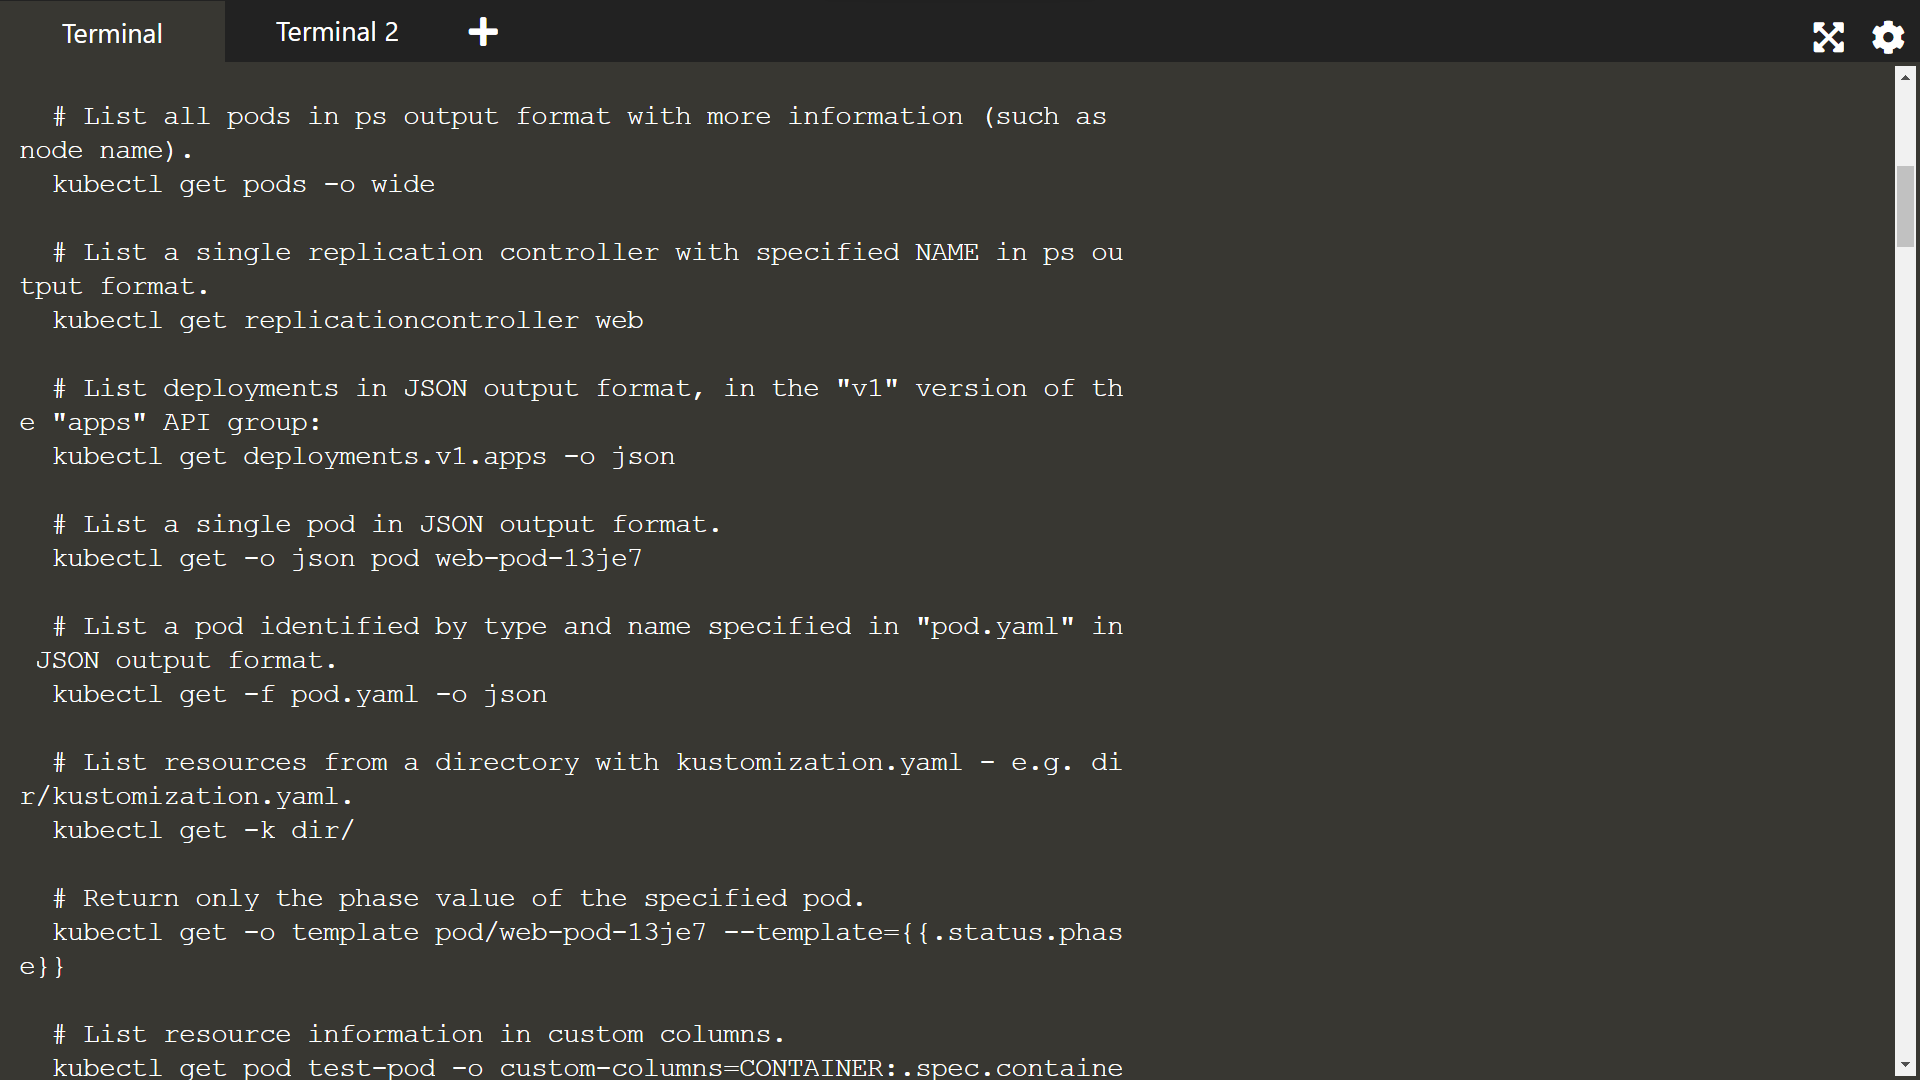 Terminal
Terminal 2
# List all pods in ps output format with more information (such as
node name).
kubectl get pods -o wide
# List a single replication controller with specified NAME in ps ou
tput format.
kubectl get replicationcontroller web
# List deployments in JSON output format, in the "v1" version of th
e "apps" API group:
kubectl get deployments.v1.apps -o json
# List a single pod in JSON output format.
kubectl get -o json pod web-pod-13je7
# List a pod identified by type and name specified in "pod.yaml" in
JSON output format.
kubectl get -f pod.yaml -o json
# List resources from a directory with kustomization.yaml - e.g. di
r/kustomization.yaml.
kubectl get -k dir/
# Return only the phase value of the specified pod.
kubectl get -o template pod/web-pod-13je7 --template={{.status.phas
e}}
# List resource information in custom columns.
kubectl get pod test-pod -o custom-columns=CONTAINER:.spec.containe